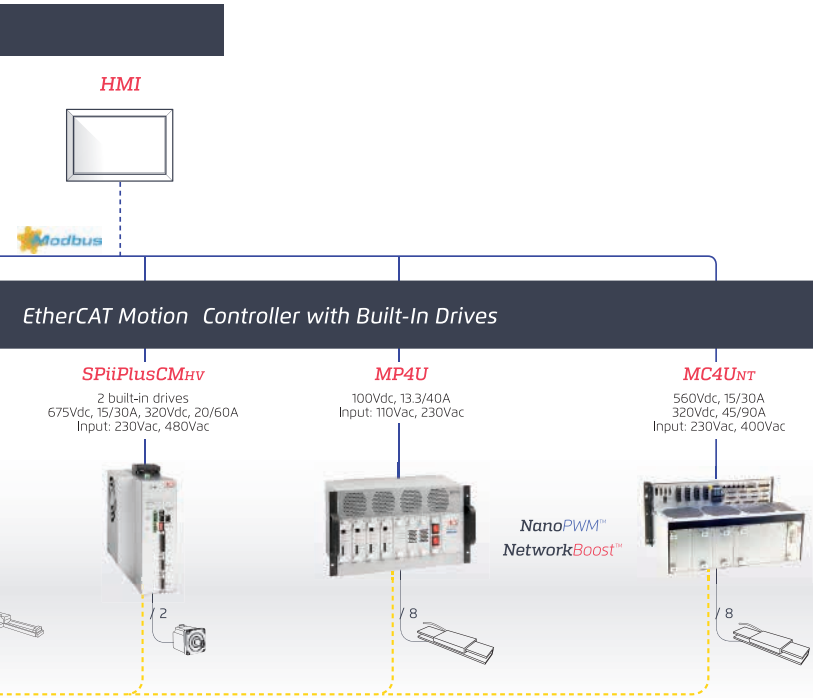 HMI
Modbus
EtherCAT Motion Controller with Built-In Drives
SPiiPlusCMHV
2 built-in drives
675Vdc, 15/30A, 320Vdc, 20/60A
Input: 230Vac, 480Vac
MP4U
100Vdc, 13.3/40A
Input: 110Vac, 230Vac
MC4UNT
560Vdc, 15/30A
320Vdc, 45/90A
Input: 230Vac, 400Vac
NanoPWM™
NetworkBoost™
/ 2
/ 8
/ 8